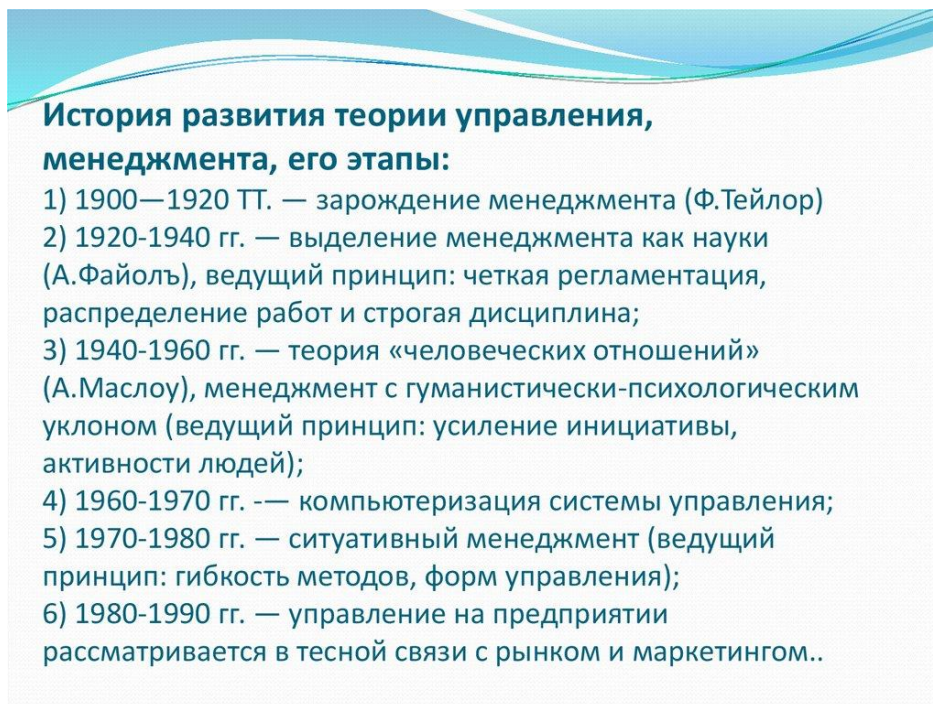 История развития теории управления,
менеджмента, его этапы:
1) 1900—1920 ТТ. — зарождение менеджмента (Ф.Тейлор)
2) 1920-1940 гг. — выделение менеджмента как науки
(А.Файолъ), ведущий принцип: четкая регламентация,
распределение работ и строгая дисциплина;
3) 1940-1960 гг. — теория «человеческих отношений»
(А.Маслоу), менеджмент с гуманистически-психологическим
уклоном (ведущий принцип: усиление инициативы,
активности людей);
4) 1960-1970 гг. -— компьютеризация системы управления;
5) 1970-1980 гг. — ситуативный менеджмент (ведущий
принцип: гибкость методов, форм управления);
6) 1980-1990 гг. — управление на предприятии
рассматривается в тесной связи с рынком и маркетингом..